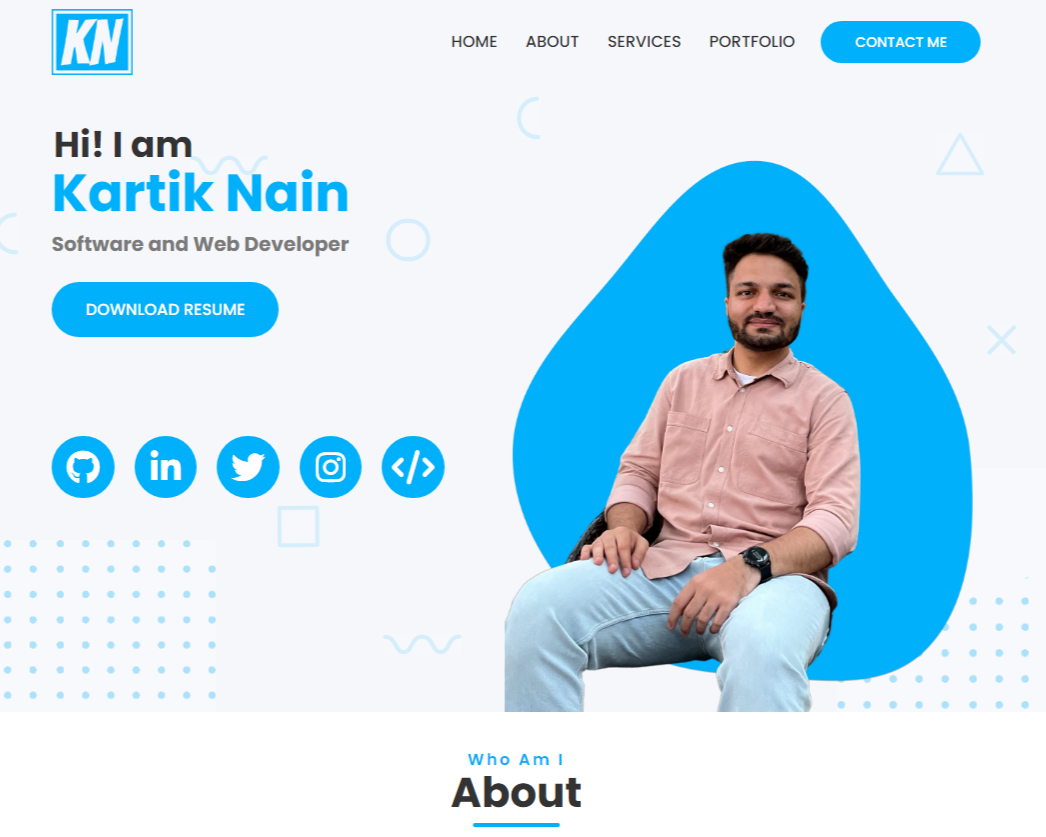 KN
HOME ABOUT SERVICES PORTFOLIO CONTACT ME
Hi! I am
Kartik Nain
Software and Web Developer
DOWNLOAD RESUME
in
Who Am I
About